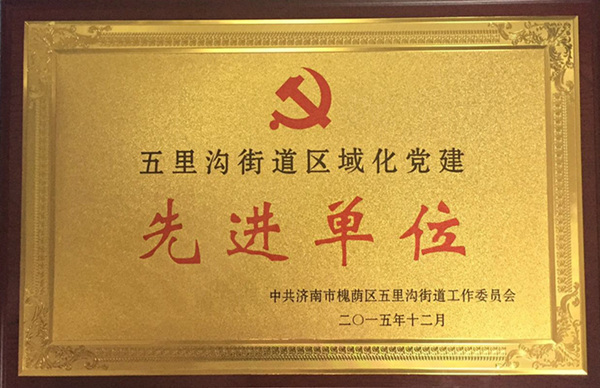 五里沟街道区域化党建
先进单位
中共济南市槐荫区五里沟街道工作委员会
二〇一五年十二月